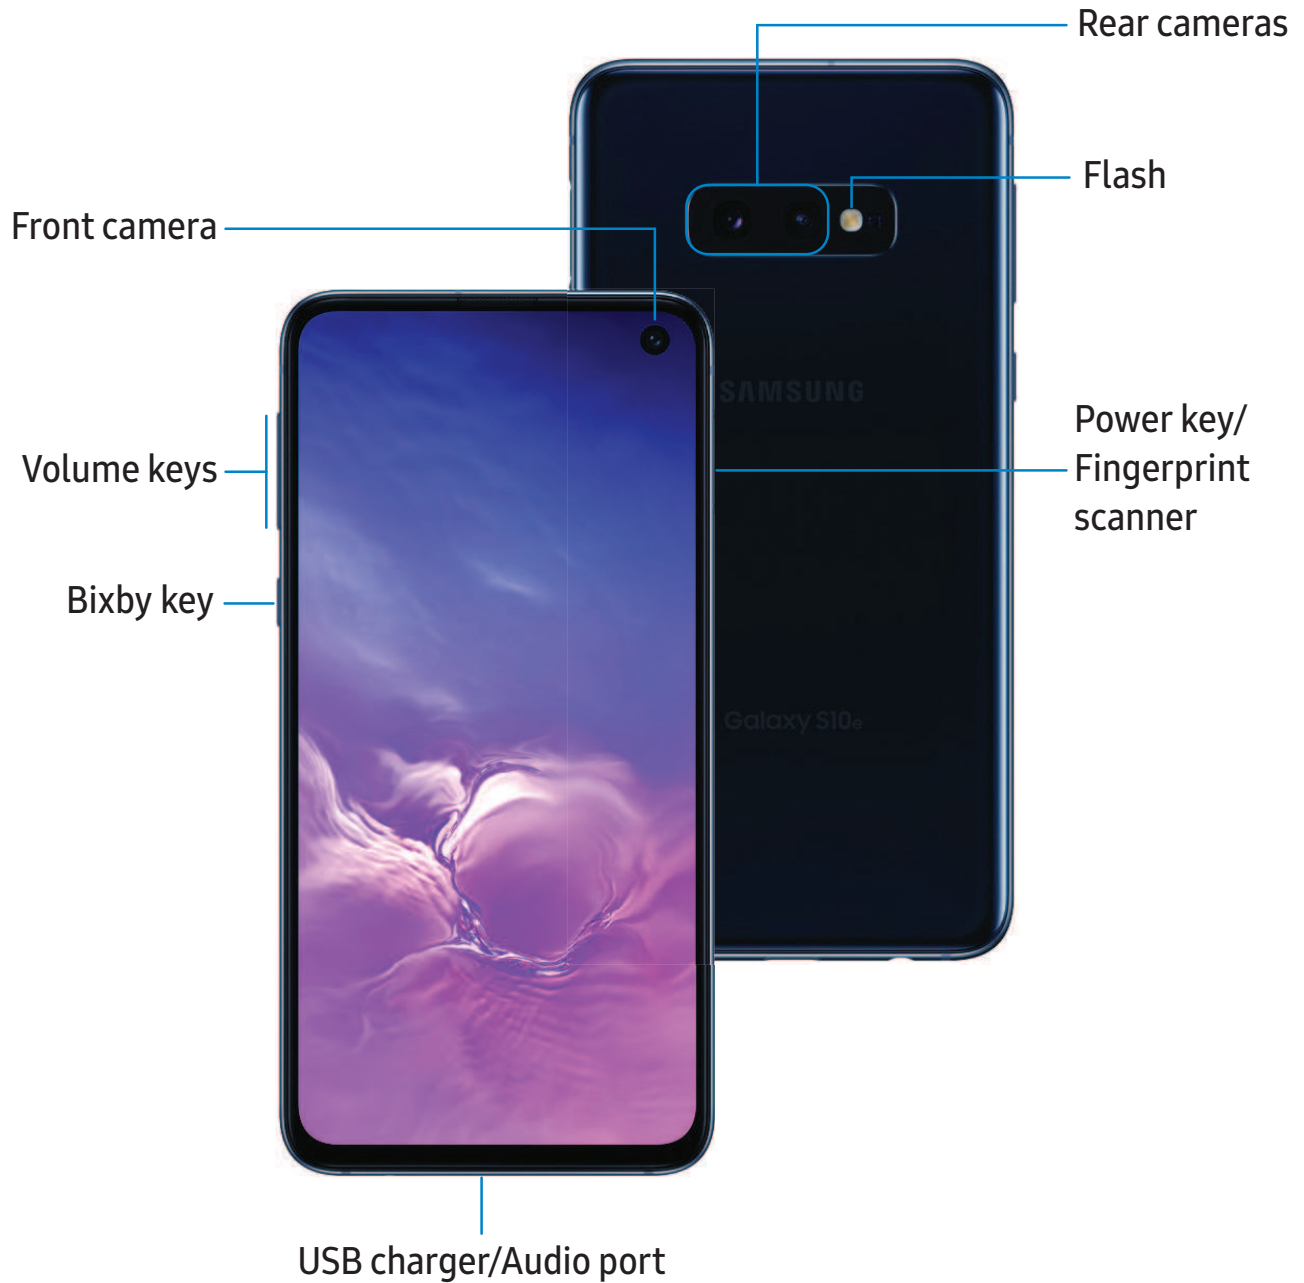 Rear cameras
Flash
Front camera
SAMSUNG
Power key/
Fingerprint
scanner
Volume keys
Bixby key
Galaxy S10e
USB charger/Audio port